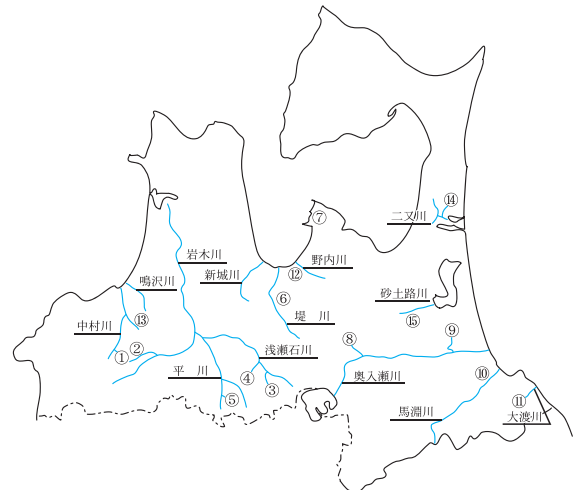 ⑭
二又川
⑦
岩木川
新城川
野内川
⑫
鳴沢川
⑥
砂土路川
中村川
⑬
堤　川
⑮
⑧
⑨
①
②
浅瀬石川
平　川
④
③
奥入瀬川
⑩
⑤
馬淵川
⑪
大渡川